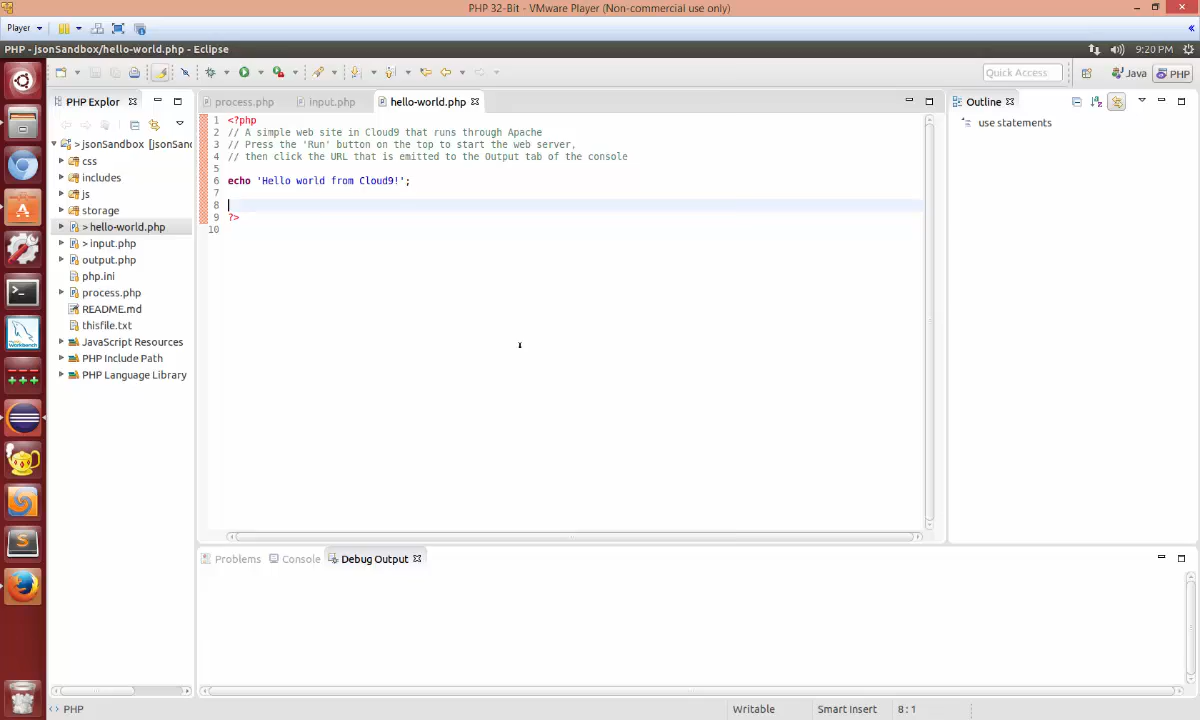 PHP 32-Bit - VMware Player (Non-commercial use only)
Player
PHP - jsonSandbox/hello-world.php - Eclipse
9:20 PM
Quick Access
Java
PHP
PHP Explor
process.php
input.php
hello-world.php
Outline
> jsonSandbox [jsonSand
css
includes
js
storage
> hello-world.php
> input.php
output.php
php.ini
process.php
README.md
thisfile.txt
JavaScript Resources
PHP Include Path
PHP Language Library
1 <?php
2 // A simple web site in Cloud9 that runs through Apache
3 // Press the 'Run' button on the top to start the web server,
4 // then click the URL that is emitted to the Output tab of the console
5
6 echo 'Hello world from Cloud9!';
7
8
9 ?>
10
use statements
Problems
Console
Debug Output
PHP
Writable
Smart Insert
8 : 1